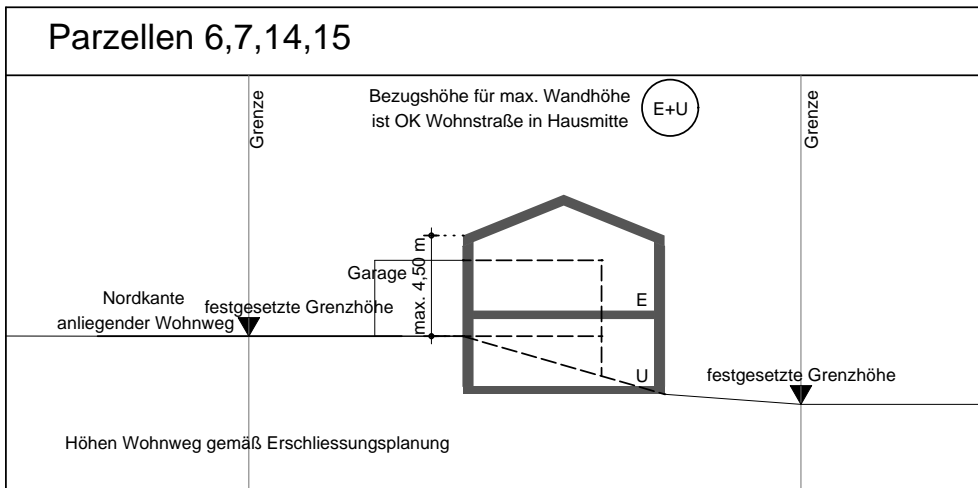 Parzellen 6,7,14,15
Grenze
Bezugshöhe für max. Wandhöhe
ist OK Wohnstraße in Hausmitte
E+U
Grenze
max. 4,50 m
Garage
E
Nordkante
anliegender Wohnweg
festgesetzte Grenzhöhe
U
festgesetzte Grenzhöhe
Höhen Wohnweg gemäß Erschliessungsplanung